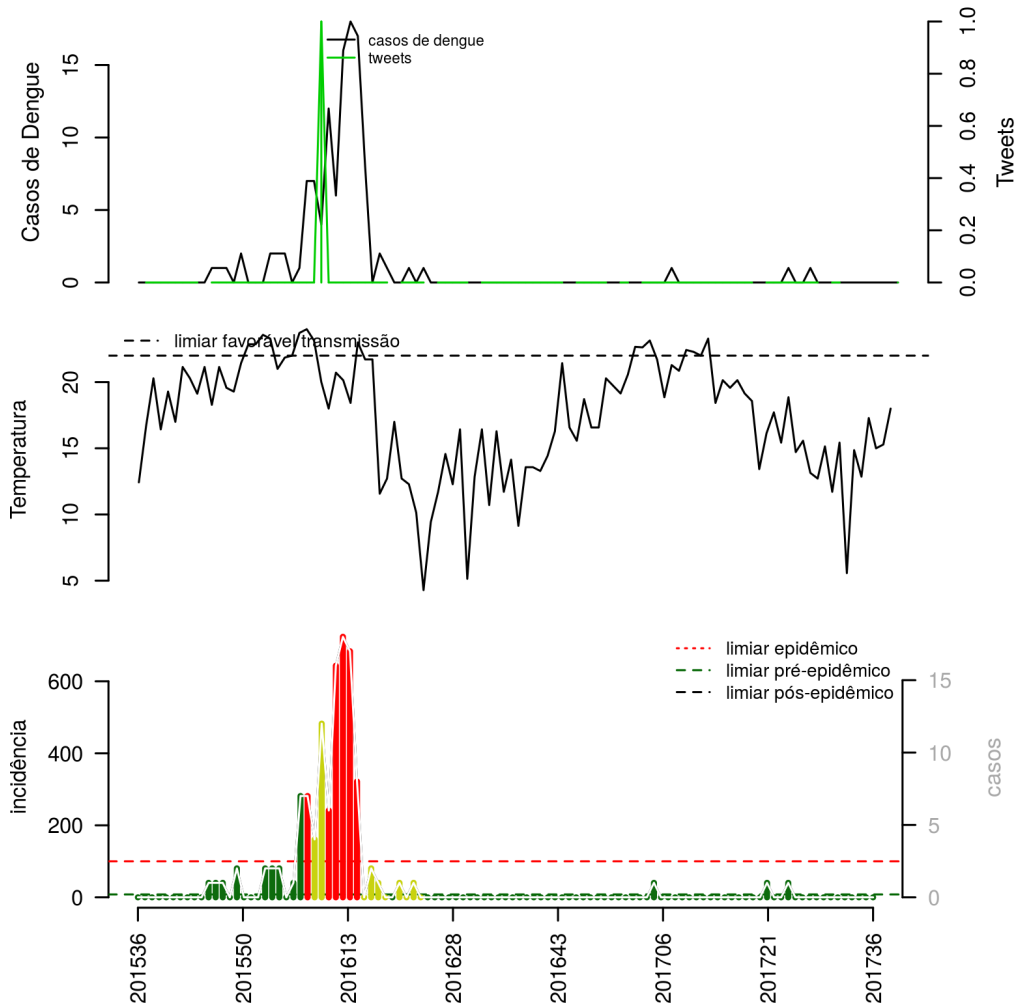 casos de dengue
tweets
Casos de Dengue
0
5
10
15
0.0
0.2
0.4
0.6
0.8
1.0
Tweets
limiar favorável transmissão
Temperatura
5
10
15
20
limiar epidêmico
limiar pré-epidêmico
limiar pós-epidêmico
incidência
0
200
400
600
0
5
10
15
casos
201536
201550
201613
201628
201643
201706
201721
201736